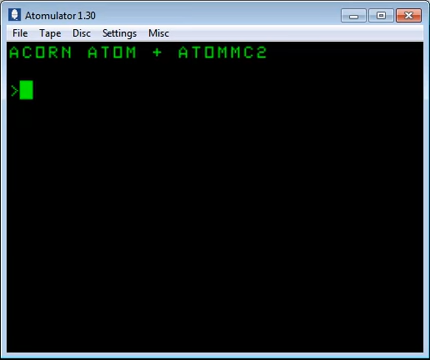 Atomulator 1.30
File Tape Disc Settings Misc
ACORN ATOM + ATOMMC2
>